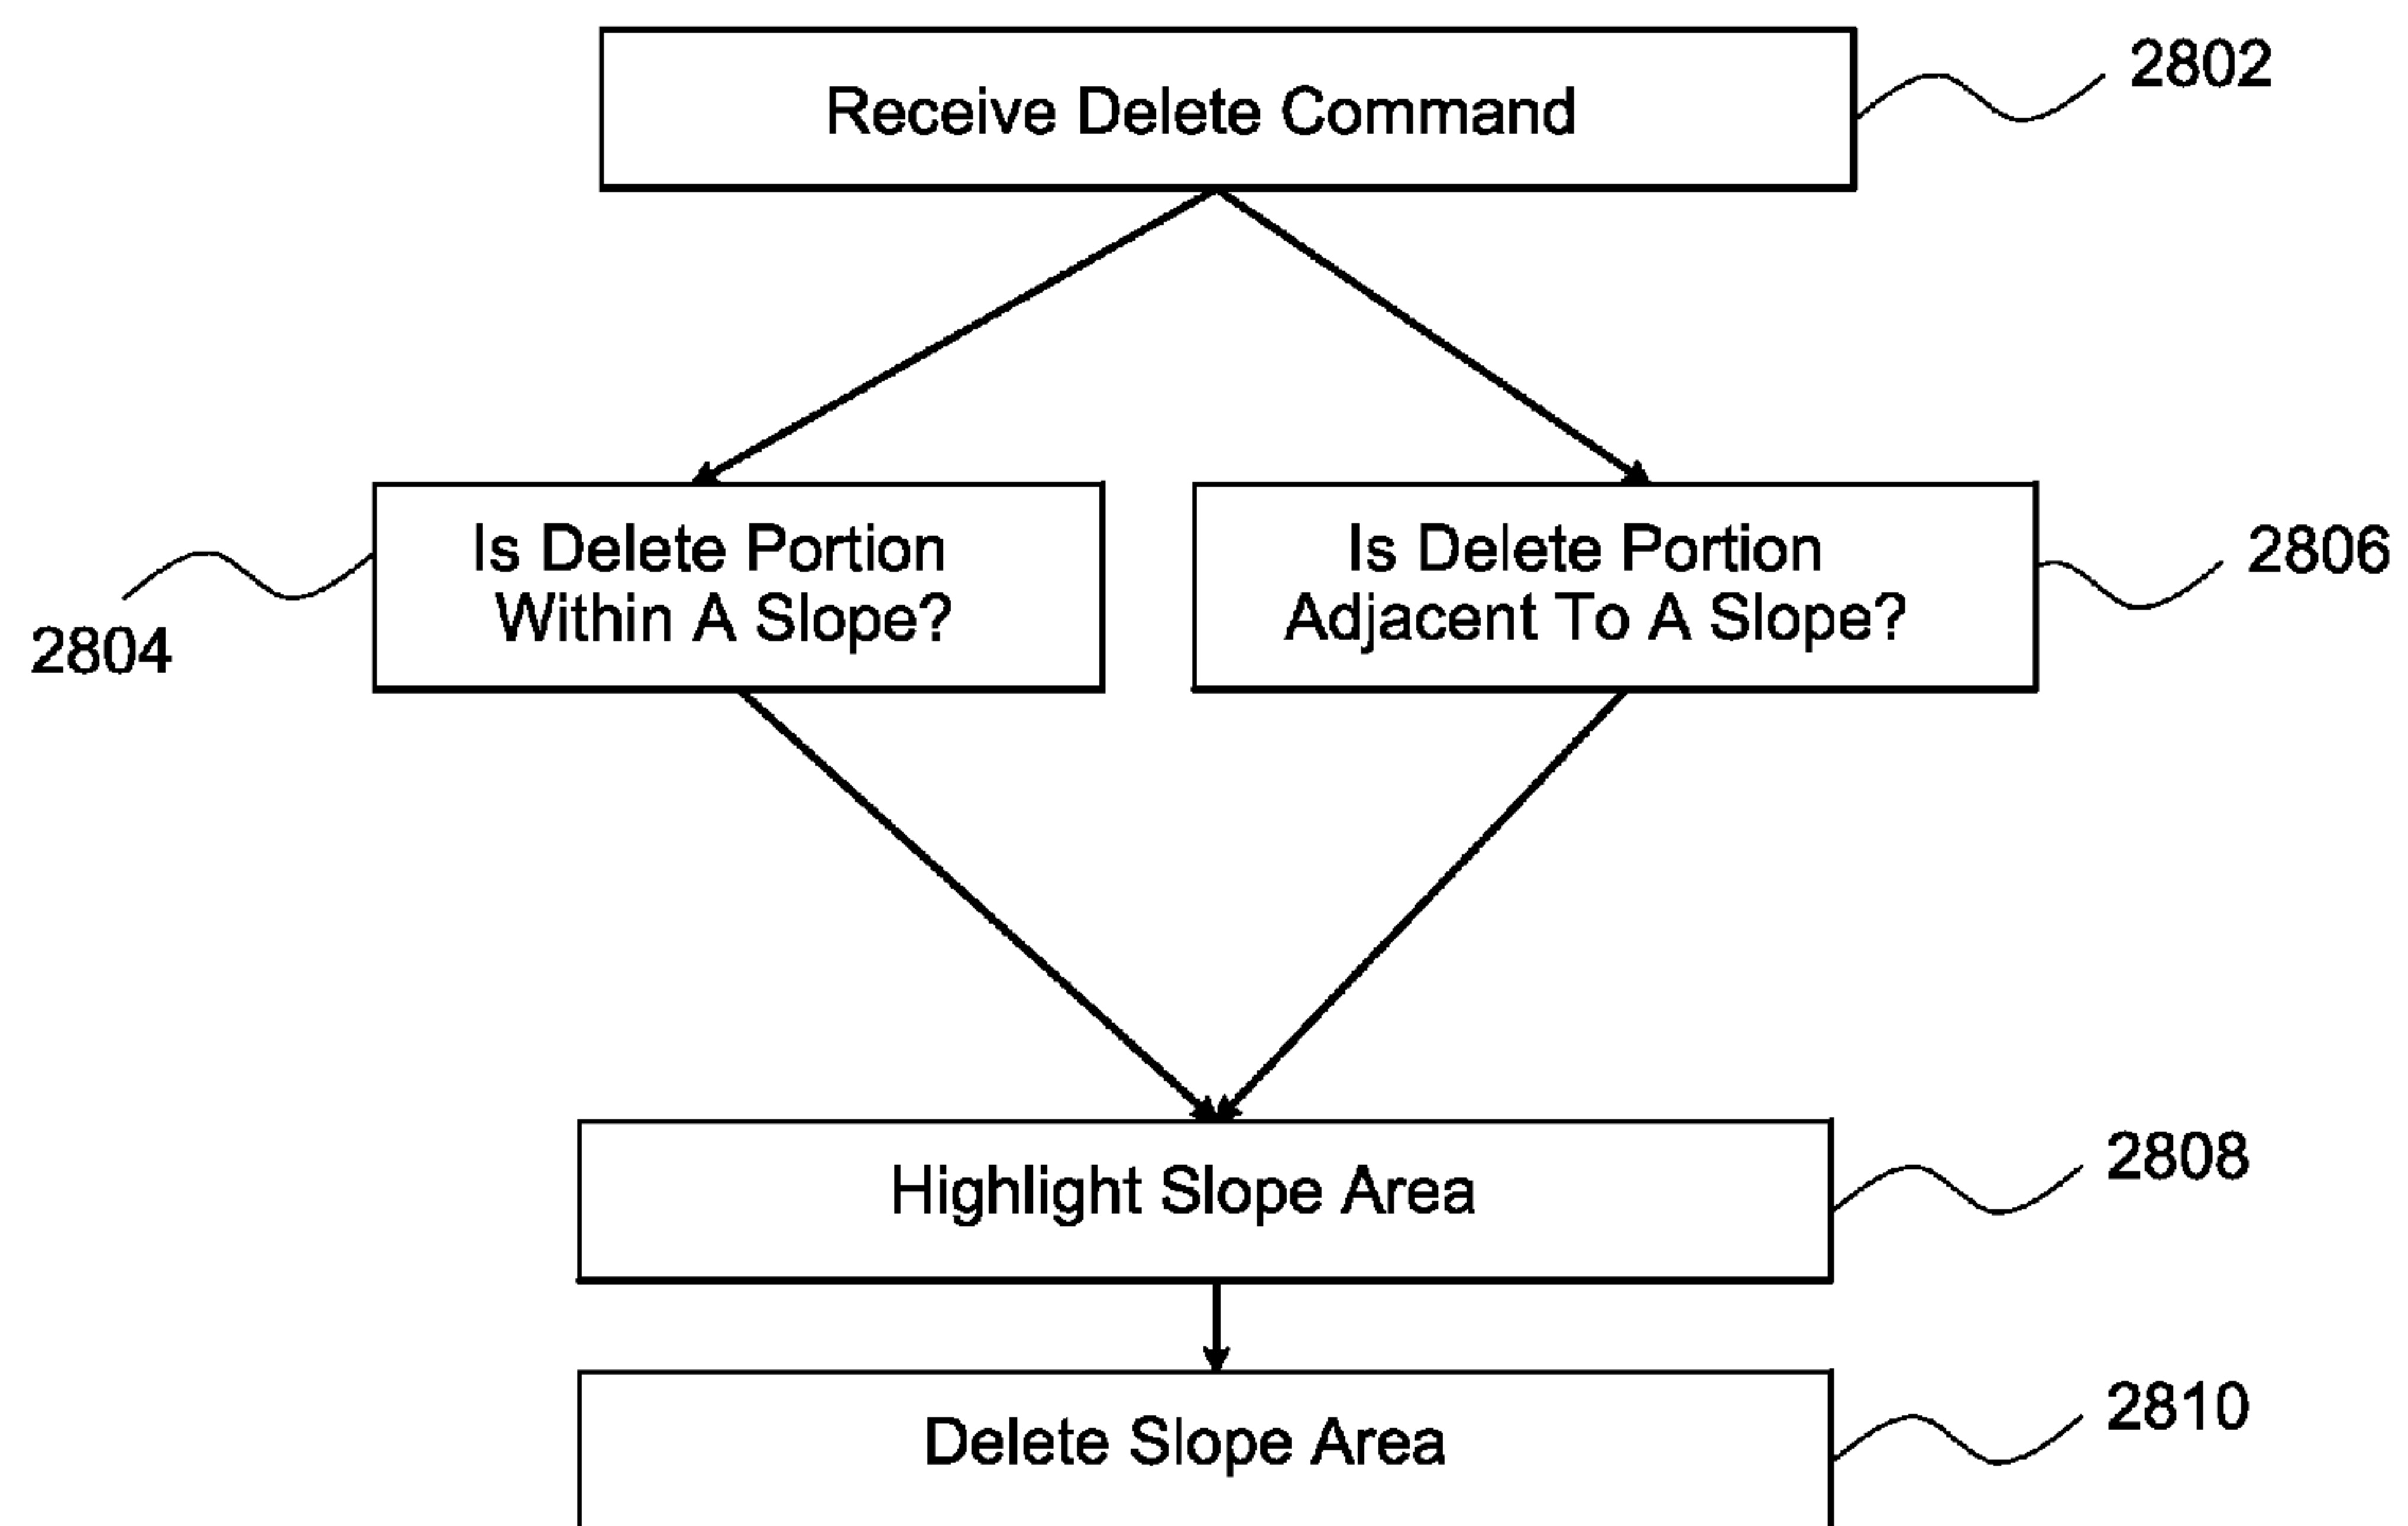 Receive Delete Command
2802
Is Delete Portion
Within A Slope?
2804
Is Delete Portion
Adjacent To A Slope?
2806
Highlight Slope Area
2808
Delete Slope Area
2810